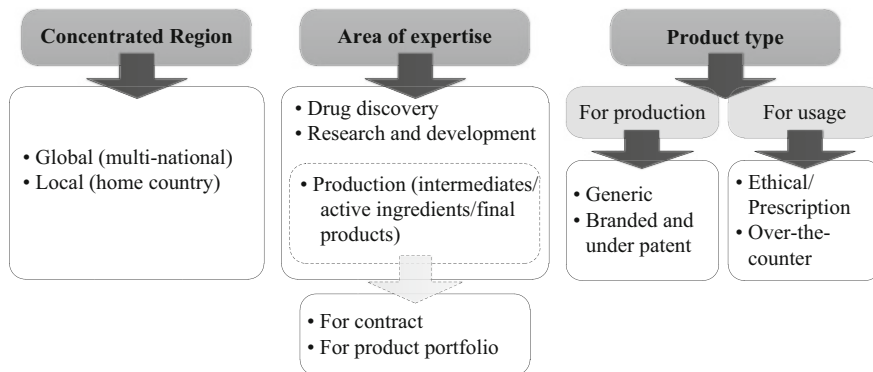 Concentrated Region
• Global (multi-national)
• Local (home country)
Area of expertise
• Drug discovery
• Research and development
• Production (intermediates/
active ingredients/final
products)
• For contract
• For product portfolio
Product type
For production
• Generic
• Branded and
under patent
For usage
• Ethical/
Prescription
• Over-the-
counter